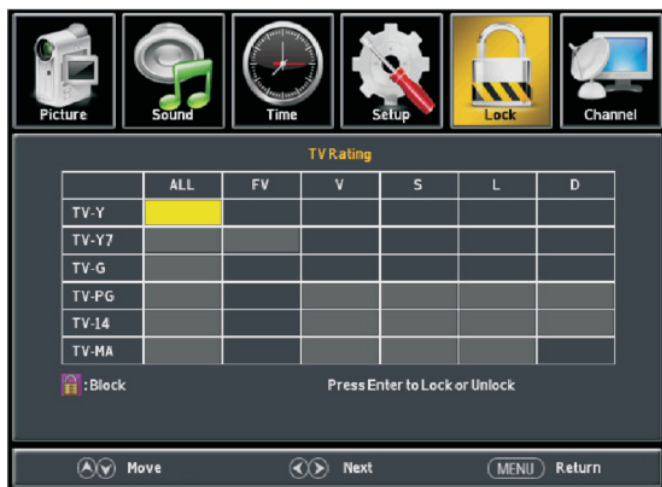 Picture Sound Time Setup Lock Channel
TV Rating
ALL FV V S L D
TV-Y
TV-Y7
TV-G
TV-PG
TV-14
TV-MA
:Block Press Enter to Lock or Unlock
Move Next MENU Return